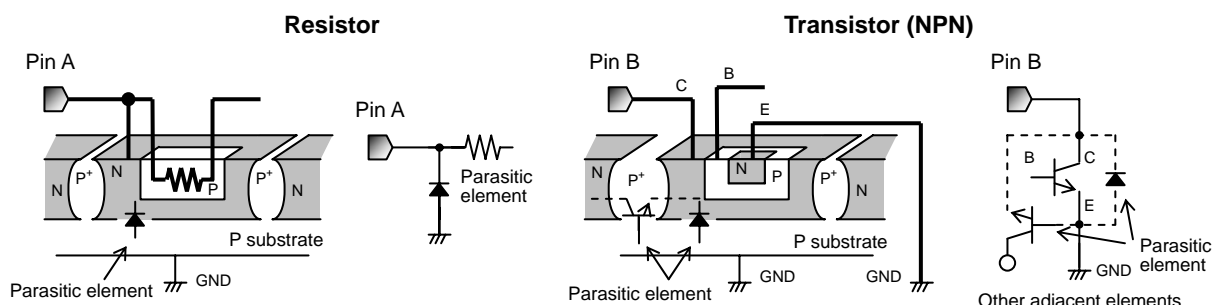 Resistor
Transistor (NPN)
Pin A
Pin A
Pin B
Pin B
C
B
E
N
P+
N
P
P+
N
Parasitic
element
P substrate
GND
Parasitic element
N
P+
N
P
P+
N
P substrate
GND
GND
Parasitic element
B
C
E
GND
Parasitic
element
Other adjacent elements